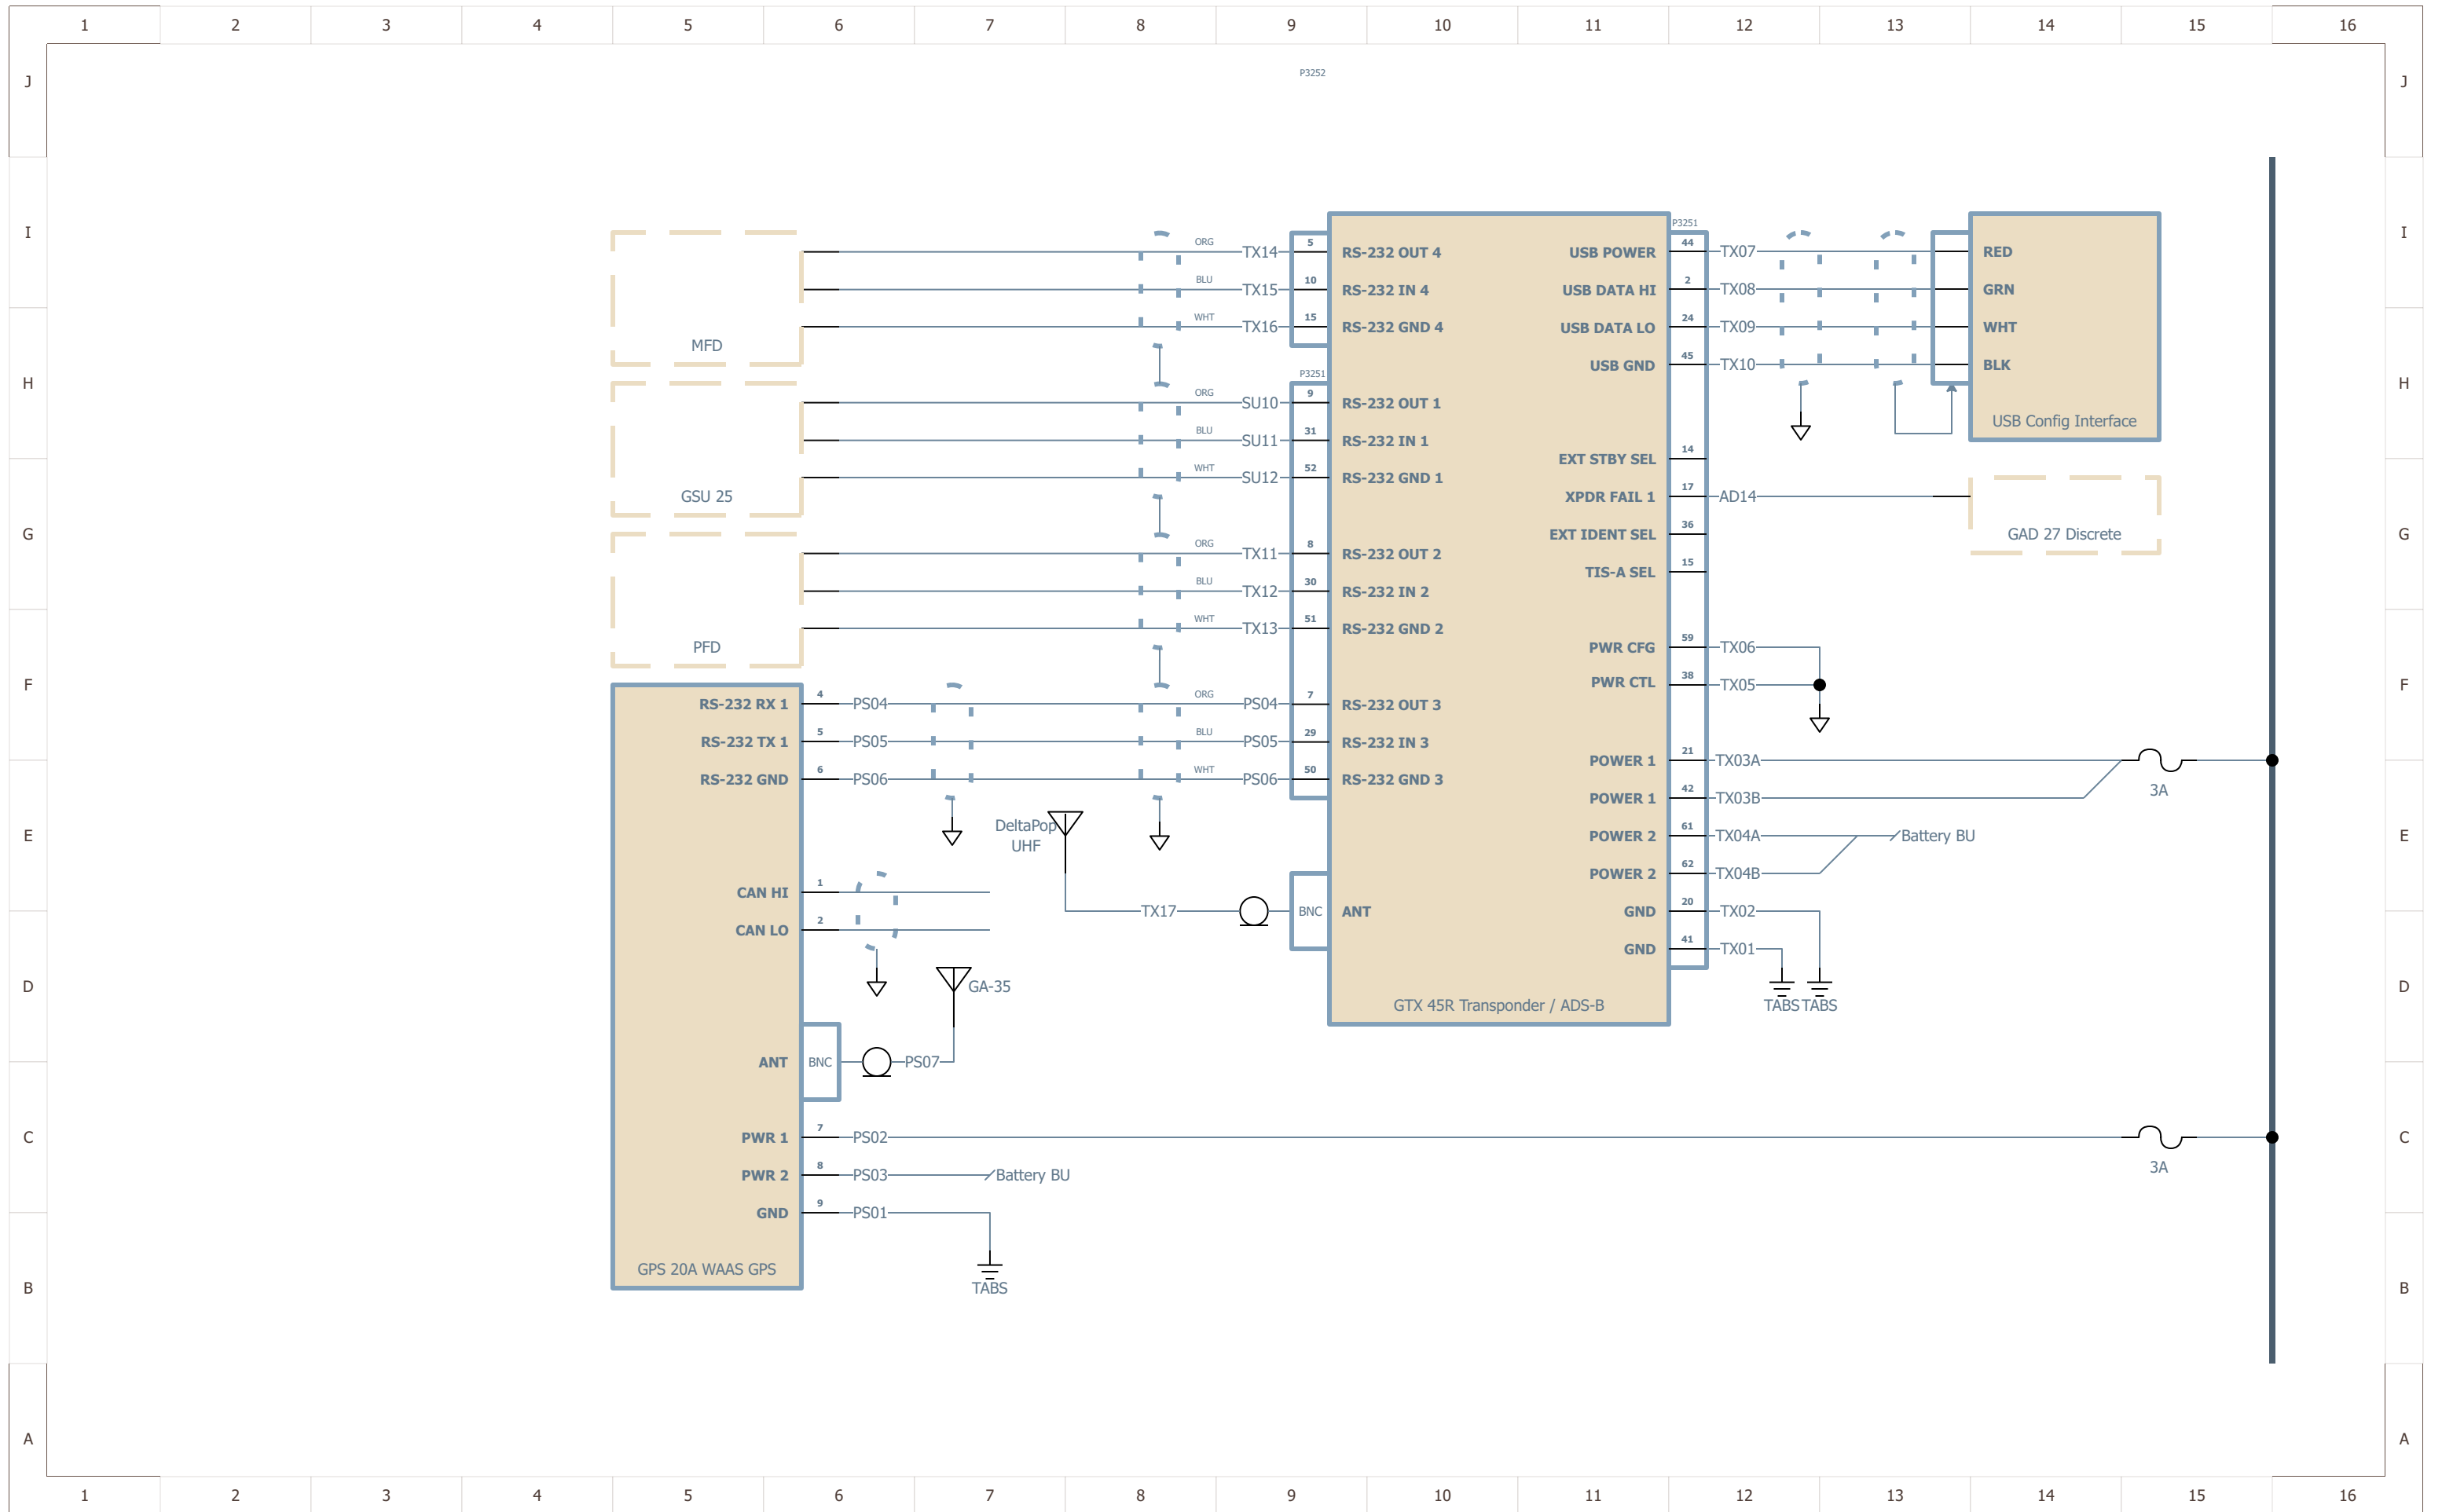 1 2 3 4 5 6 7 8 9 10 11 12 13 14 15 16
J P3252 J
P3251
I I
ORG TX14 5 RS-232 OUT 4 USB POWER 44 TX07 RED
BLU TX15 10 RS-232 IN 4 USB DATA HI 2 TX08 GRN
WHT TX16 15 RS-232 GND 4 USB DATA LO 24 TX09 WHT
MFD
USB GND 45 TX10 BLK
P3251
H H
ORG SU10 9 RS-232 OUT 1
USB Config Interface
BLU SU11 31 RS-232 IN 1
EXT STBY SEL 14
WHT SU12 52 RS-232 GND 1
GSU 25
XPDR FAIL 1 17 AD14
G EXT IDENT SEL 36 GAD 27 Discrete G
ORG TX11 8 RS-232 OUT 2
TIS-A SEL 15
BLU TX12 30 RS-232 IN 2
WHT TX13 51 RS-232 GND 2
PFD
PWR CFG 59 TX06
F PWR CTL 38 TX05 F
RS-232 RX 1 4 PS04 ORG PS04 7 RS-232 OUT 3
RS-232 TX 1 5 PS05 BLU PS05 29 RS-232 IN 3
POWER 1 21 TX03A
RS-232 GND 6 PS06 WHT PS06 50 RS-232 GND 3
3A
POWER 1 42 TX03B
DeltaPop
UHF
E POWER 2 61 TX04A Battery BU E
POWER 2 62 TX04B
CAN HI 1
TX17 BNC ANT GND 20 TX02
CAN LO 2
GND 41 TX01
D GA-35 D
GTX 45R Transponder / ADS-B TABS TABS
ANT BNC PS07
C PWR 1 7 PS02 C
3A
PWR 2 8 PS03 Battery BU
GND 9 PS01
GPS 20A WAAS GPS
B TABS B
A A
1 2 3 4 5 6 7 8 9 10 11 12 13 14 15 16